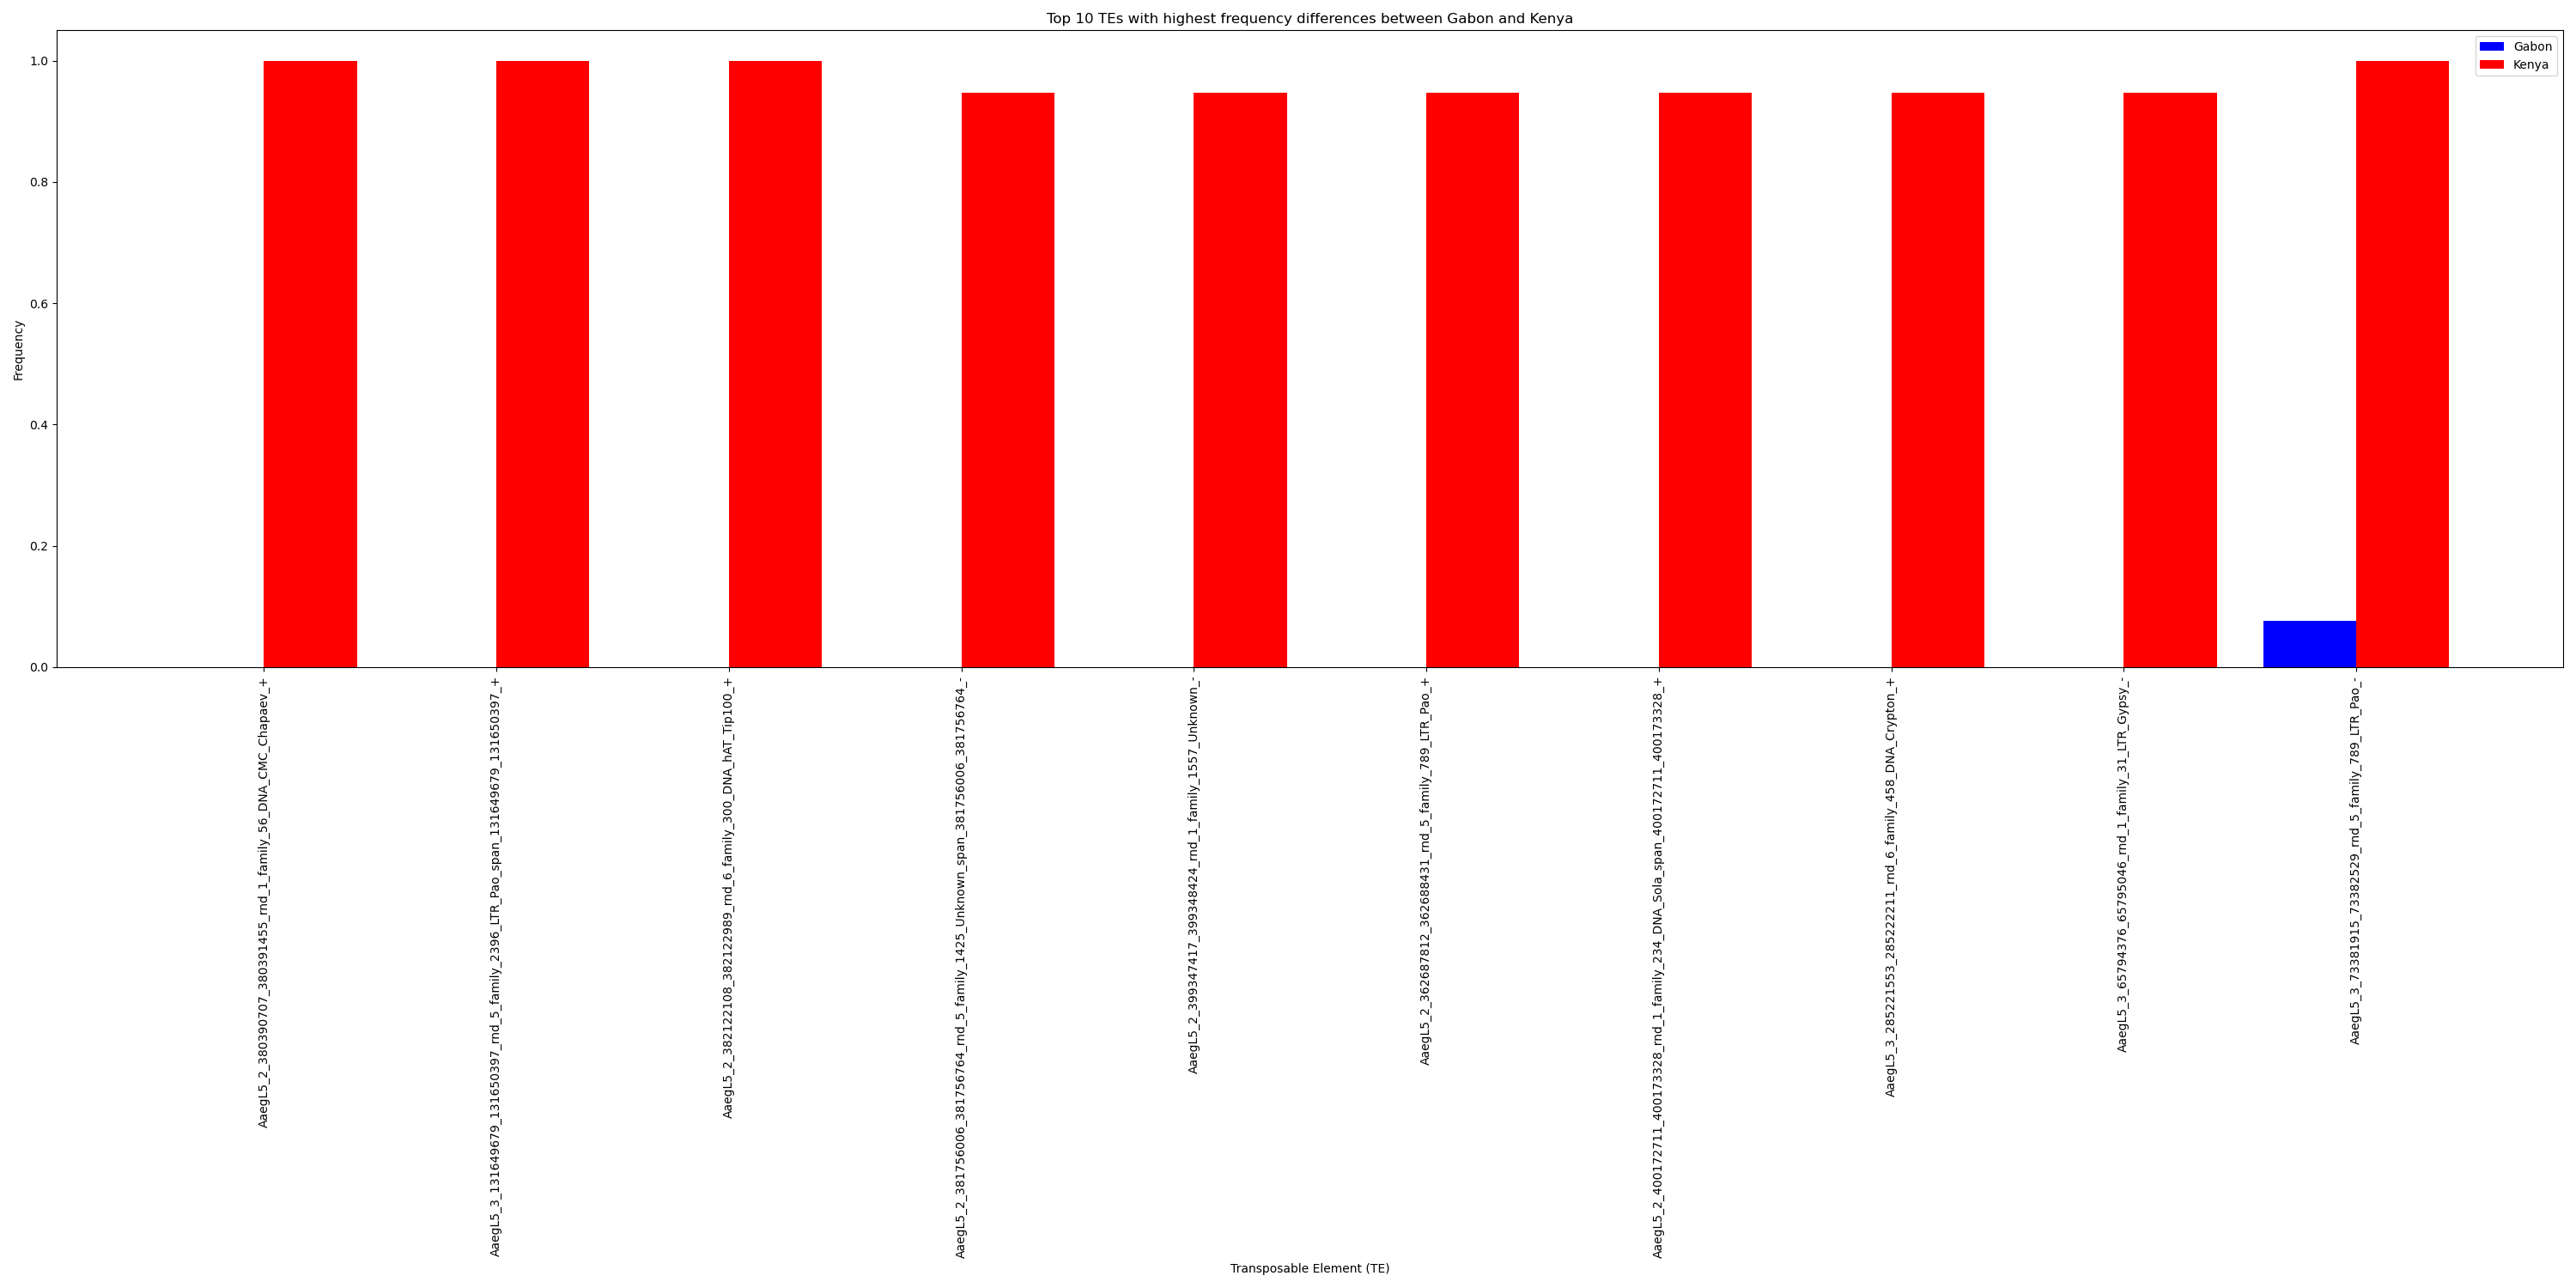 Top 10 TEs with highest frequency differences between Gabon and Kenya
Gabon
Kenya
1.0
0.8
0.6
0.4
0.2
0.0
Frequency
AaegL5_2_380390707_380391455_rnd_1_family_56_DNA_CMC_Chapaev_+
AaegL5_3_131649679_131650397_rnd_5_family_2396_LTR_Pao_span_131649679_131650397_+
AaegL5_2_382122108_382122989_rnd_6_family_300_DNA_hAT_Tip100_+
AaegL5_2_381756006_381756764_rnd_5_family_1425_Unknown_span_381756006_381756764_-
AaegL5_2_399347417_399348424_rnd_1_family_1557_Unknown_-
AaegL5_2_362687812_362688431_rnd_5_family_789_LTR_Pao_+
AaegL5_2_400172711_400173328_rnd_1_family_234_DNA_Sola_span_400172711_400173328_+
AaegL5_3_285221553_285222211_rnd_6_family_458_DNA_Crypton_+
AaegL5_3_65794376_65795046_rnd_1_family_31_LTR_Gypsy_-
AaegL5_3_73381915_73382529_rnd_5_family_789_LTR_Pao_-
Transposable Element (TE)